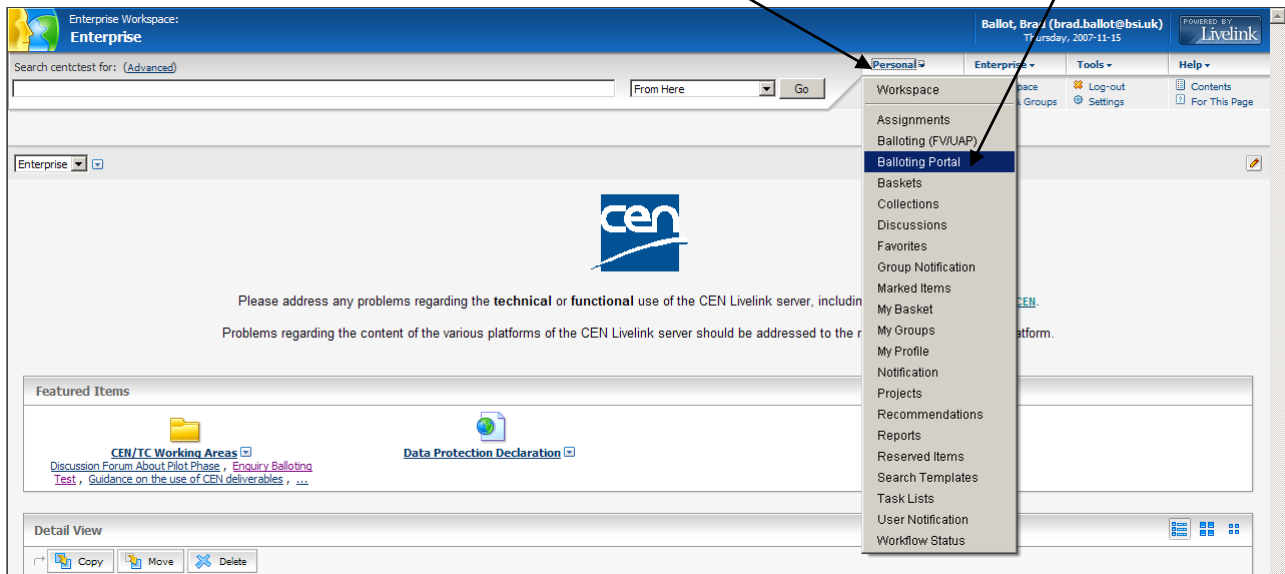 Enterprise Workspace:
Enterprise
Ballot, Brad (brad.ballot@bsi.uk)
Thursday, 2007-11-15
POWERED BY
Livelink
Search centctest for: (Advanced)
From Here
Go
Personal
Enterprise
Tools
Help
Log-out
Contents
Groups
Settings
For This Page
Workspace
Assignments
Balloting (FV/UAP)
Balloting Portal
Baskets
Collections
Discussions
Favorites
Group Notification
Marked Items
My Basket
My Groups
My Profile
Notification
Projects
Recommendations
Reports
Reserved Items
Search Templates
Task Lists
User Notification
Workflow Status
Enterprise
cen
Please address any problems regarding the technical or functional use of the CEN Livelink server, CEN.
Problems regarding the content of the various platforms of the CEN Livelink server should be addressed to the
Featured Items
CEN/TC Working Areas
Discussion Forum About Pilot Phase , Enquiry Balloting
Test , Guidance on the use of CEN deliverables , ...
Data Protection Declaration
Detail View
Copy
Move
Delete